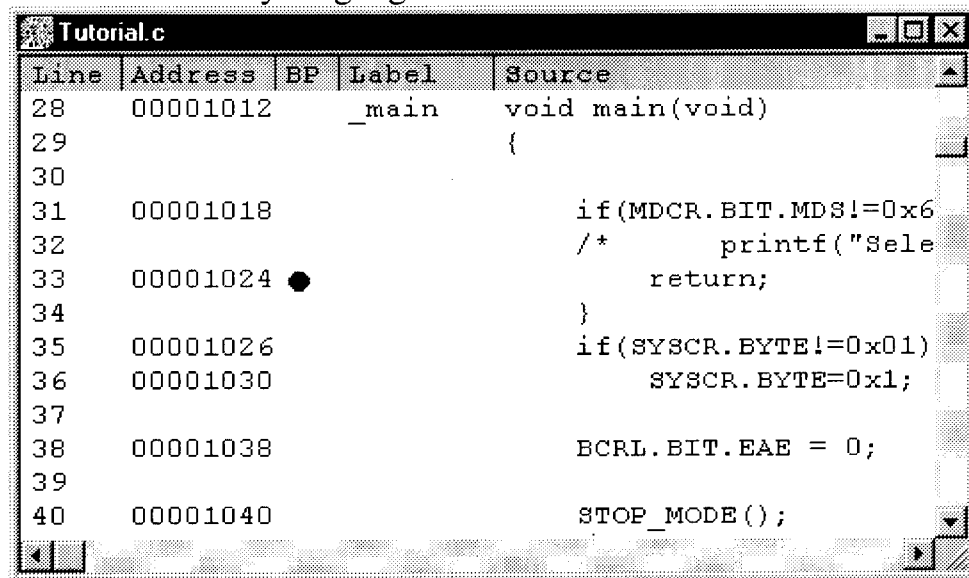 Tutorial.c
Line Address BP Label Source
28 00001012 _main void main(void)
29 {
30
31 00001018 if(MDCR.BIT.MDS!=0x6
32 /* printf("Sele
33 00001024 return;
34 }
35 00001026 if(SYSCR.BYTE!=0x01)
36 00001030 SYSCR.BYTE=0x1;
37
38 00001038 BCRL.BIT.EAE = 0;
39
40 00001040 STOP_MODE();